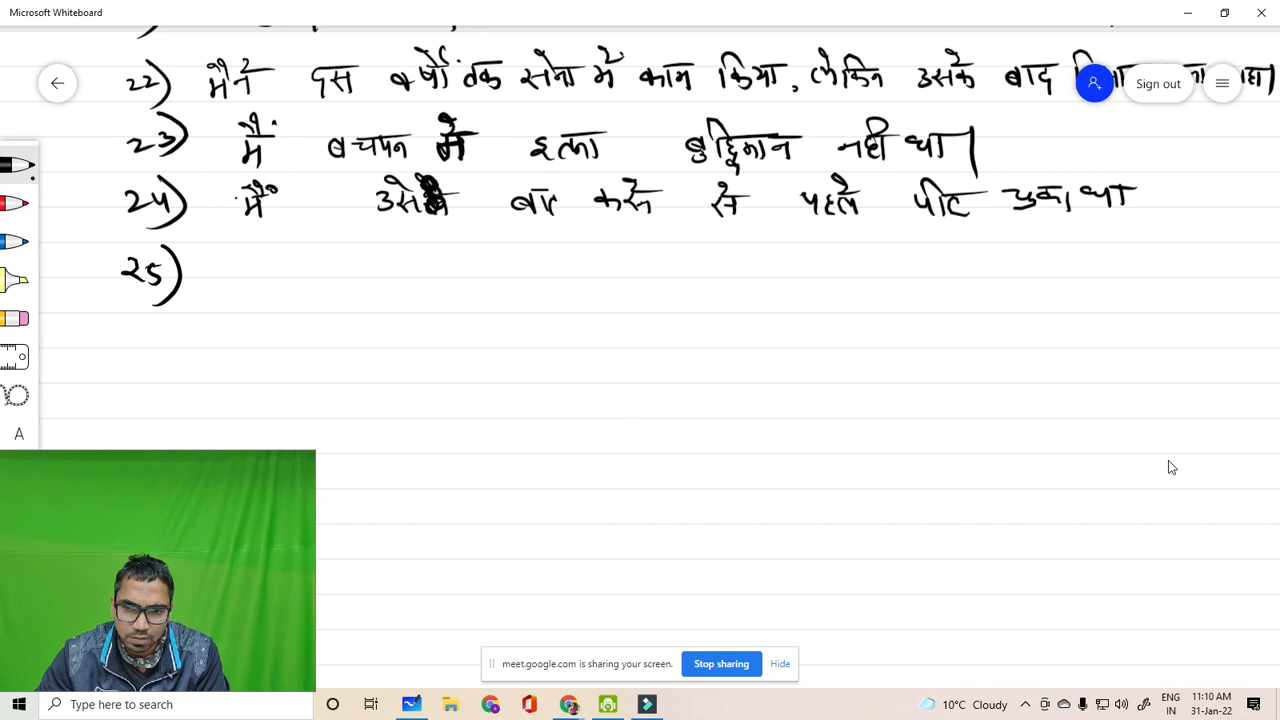 Microsoft Whiteboard
Sign out
22) मैंने दस वर्षों तक सेना में काम किया, लेकिन उसके बाद
23) मैं बचपन में इतना बुद्धिमान नहीं था|
24) मैं उसे बात करने से पहले पीट चुका था
25)
A
meet.google.com is sharing your screen. Stop sharing Hide
Type here to search
10°C Cloudy ENG IN 11:10 AM 31-Jan-22